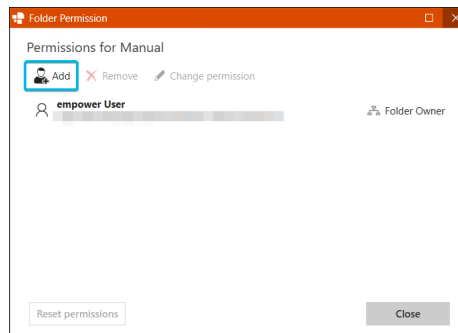 Folder Permission
Permissions for Manual
Add Remove Change permission
empower User
Folder Owner
Reset permissions Close